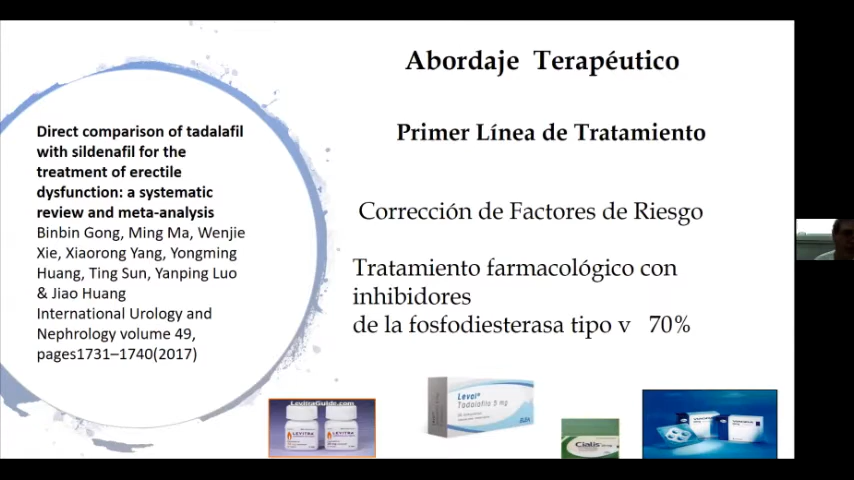 Abordaje Terapéutico
Primer Línea de Tratamiento
Direct comparison of tadalafil
with sildenafil for the
treatment of erectile
dysfunction: a systematic
review and meta-analysis
Binbin Gong, Ming Ma, Wenjie
Xie, Xiaorong Yang, Yongming
Huang, Ting Sun, Yanping Luo
& Jiao Huang
International Urology and
Nephrology volume 49,
pages1731–1740(2017)
Corrección de Factores de Riesgo
Tratamiento farmacológico con
inhibidores
de la fosfodiesterasa tipo v 70%
LevitraGuide.com
LEVITRA
LEVITRA
Tadalafilo 5 mg
Cialis